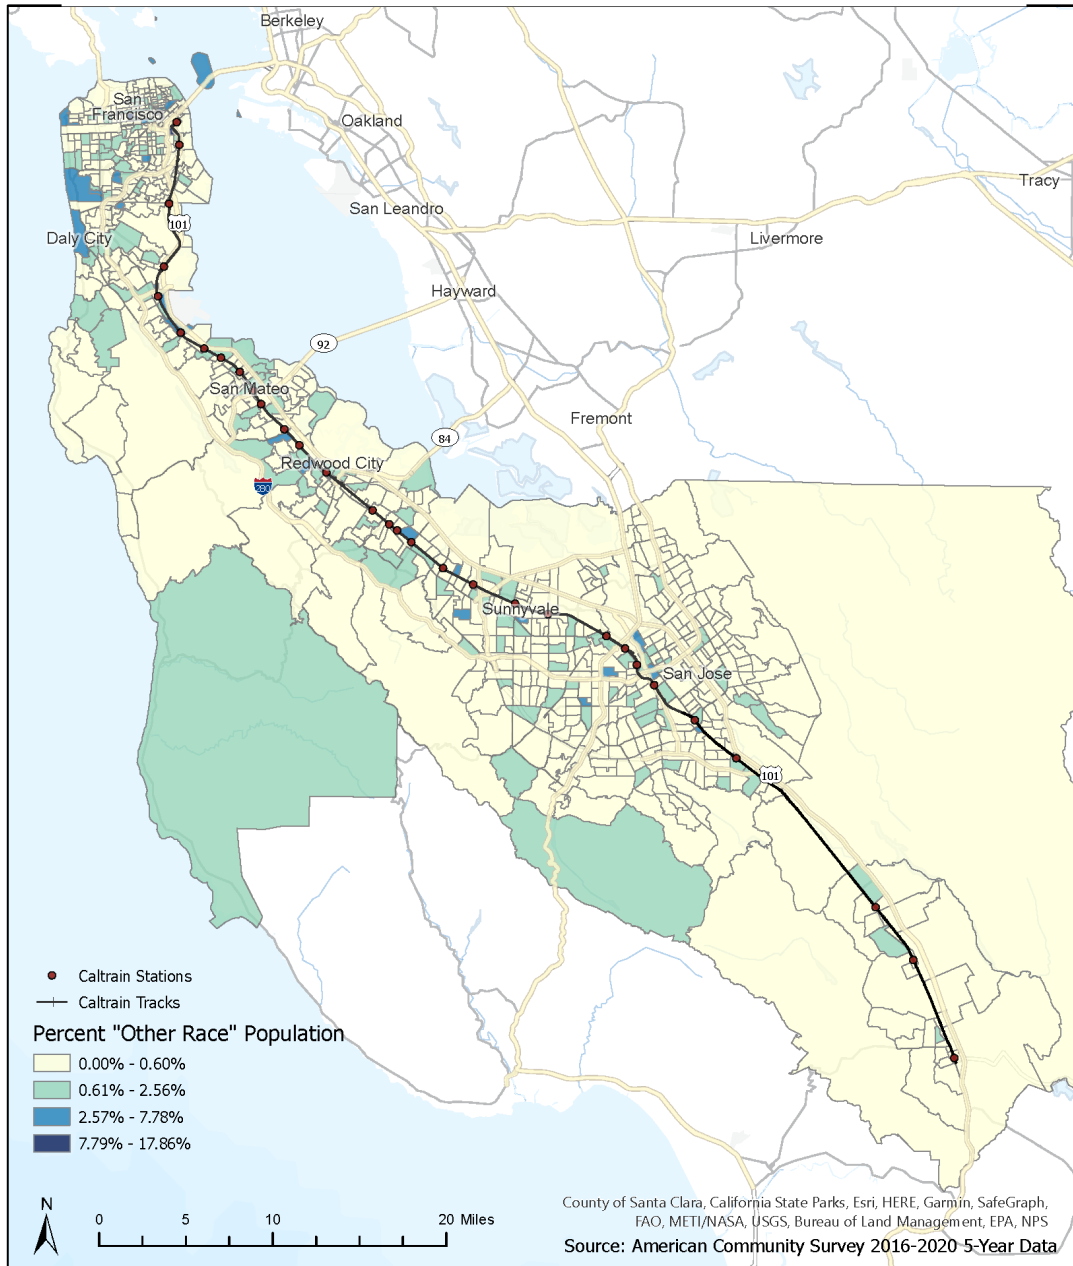 Berkeley
San
Francisco
Oakland
Tracy
San Leandro
101
Daly City
Livermore
Hayward
92
San Mateo
Fremont
84
Redwood City
280
Sunnyvale
San Jose
101
Caltrain Stations
Caltrain Tracks
Percent "Other Race" Population
0.00% - 0.60%
0.61% - 2.56%
2.57% - 7.78%
7.79% - 17.86%
N
0 5 10 20 Miles
County of Santa Clara, California State Parks, Esri, HERE, Garmin, SafeGraph,
FAO, METI/NASA, USGS, Bureau of Land Management, EPA, NPS
Source: American Community Survey 2016-2020 5-Year Data